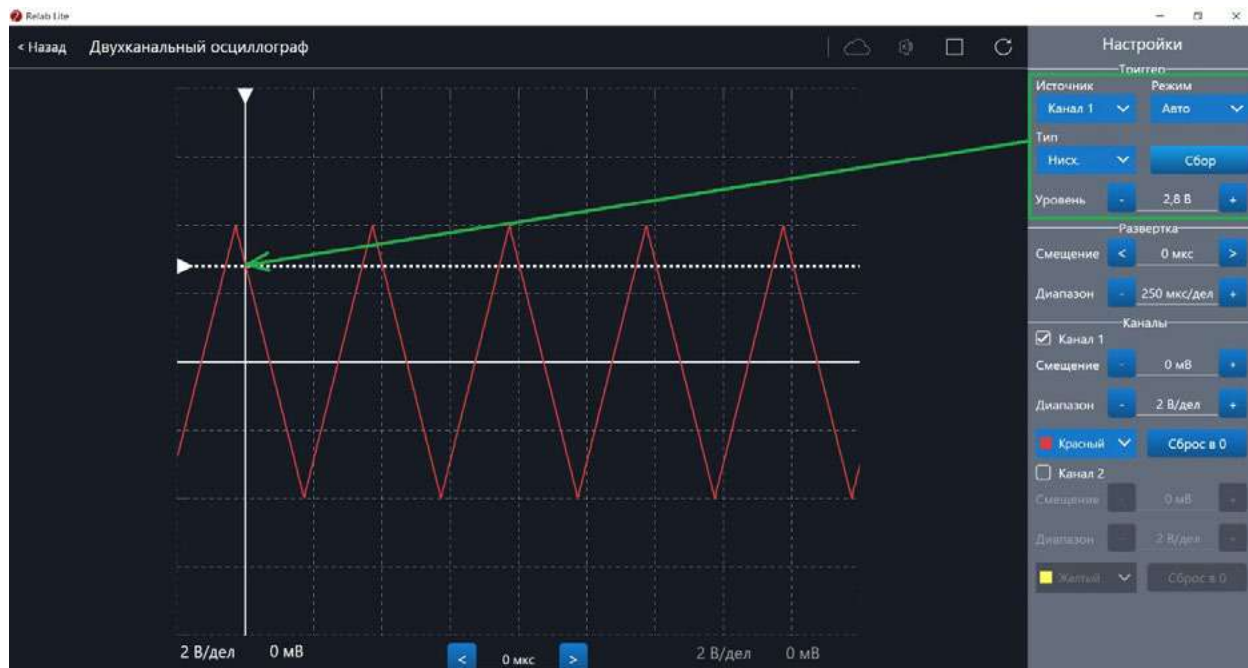 Relab Lite
< Назад Двухканальный осциллограф
Настройки
Триггер
Источник Режим
Канал 1 Авто
Тип
Нисх. Сбор
Уровень - 2,8 В +
Развертка
Смещение < 0 мкс >
Диапазон - 250 мкс/дел +
Каналы
Канал 1
Смещение - 0 мВ +
Диапазон - 2 В/дел +
Красный Сброс в 0
Канал 2
Смещение - 0 мВ +
Диапазон - 2 В/дел +
Желтый Сброс в 0
2 В/дел 0 мВ < 0 мкс > 2 В/дел 0 мВ